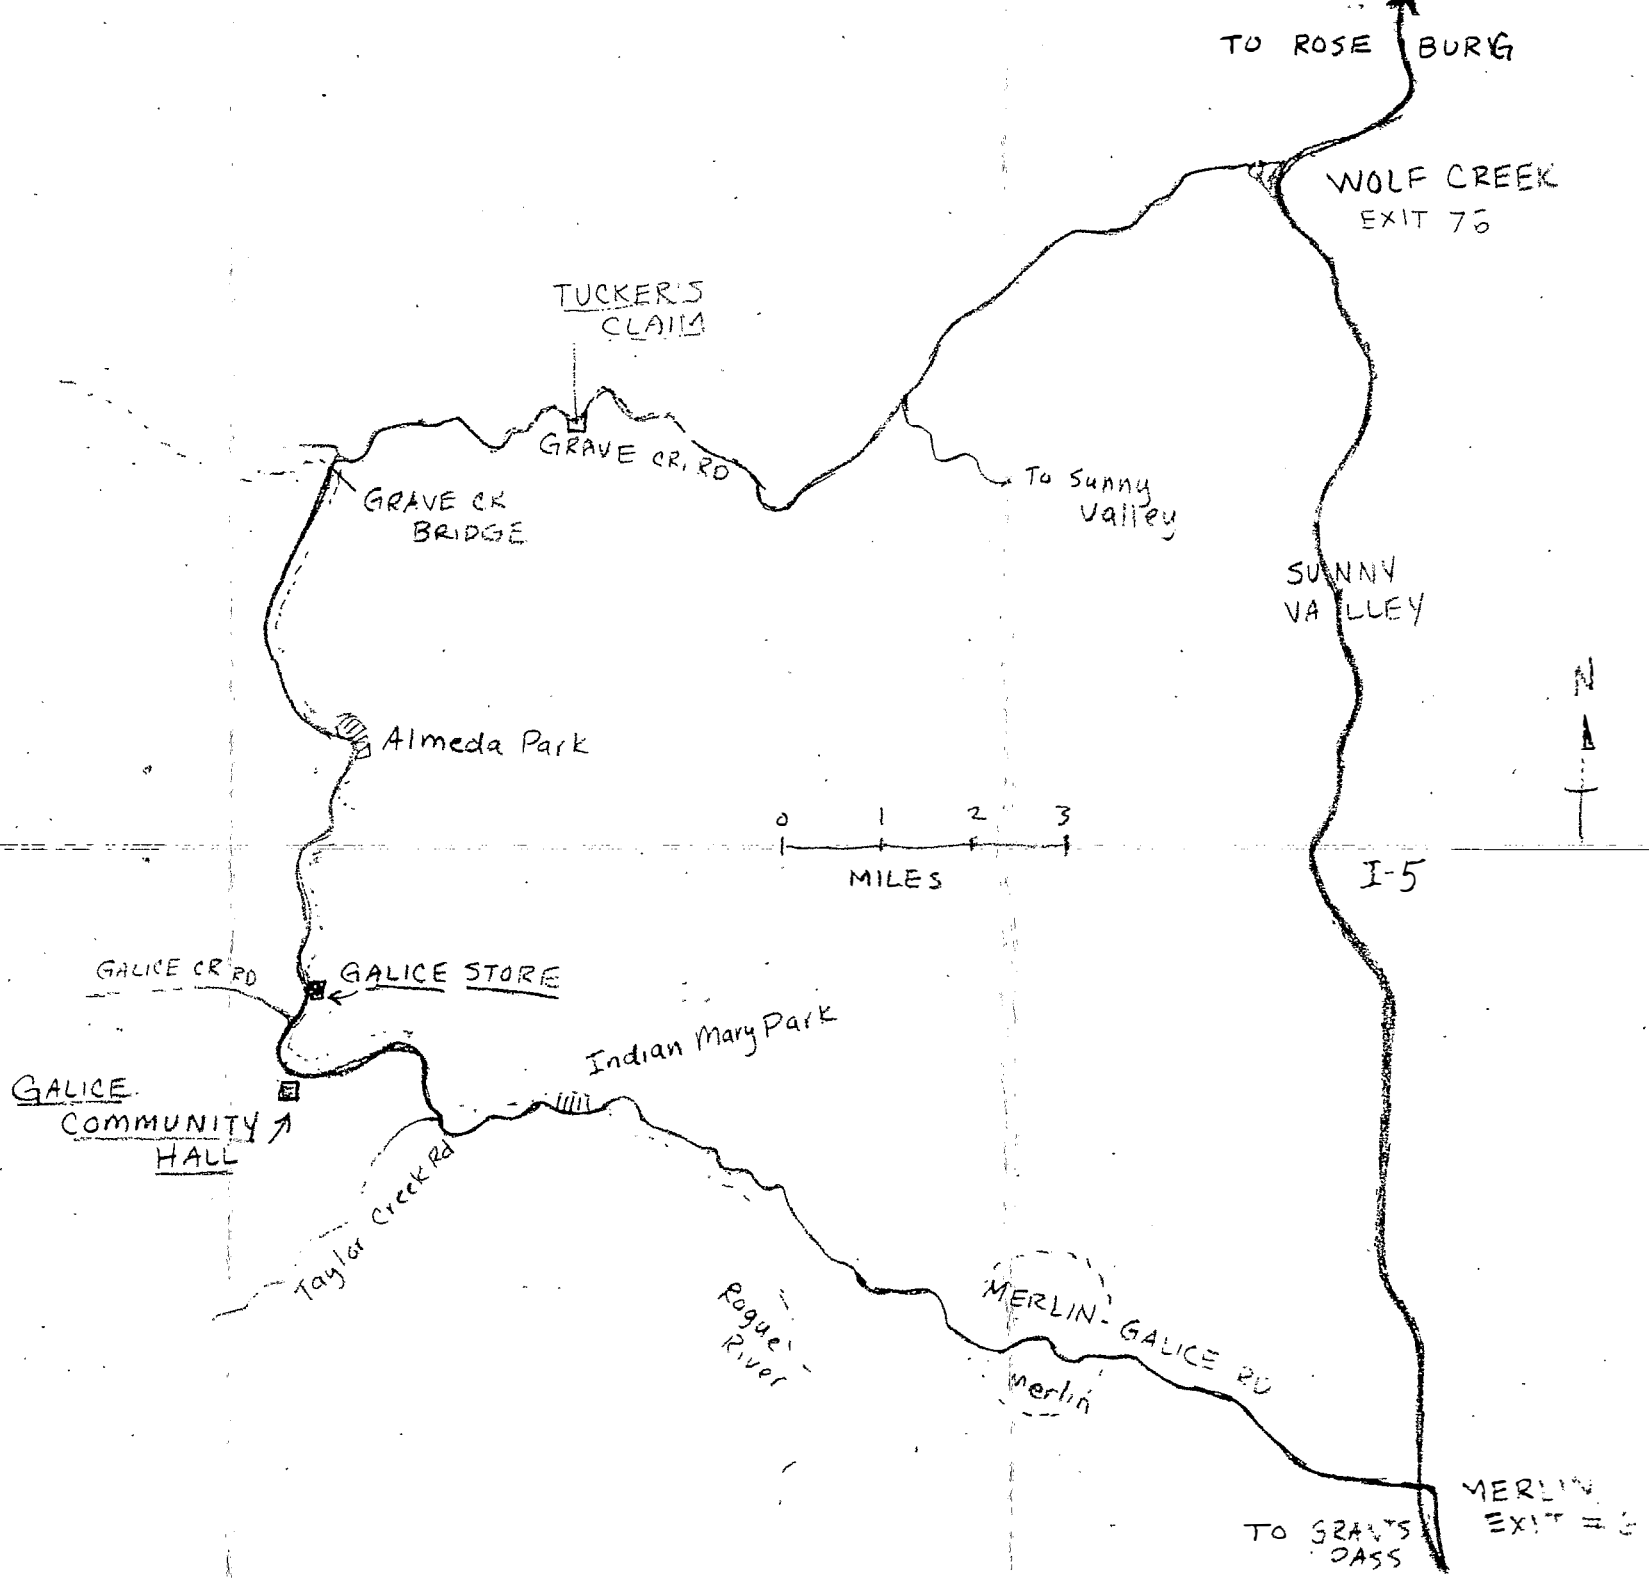 TO ROSE BURG
WOLF CREEK
EXIT 76
TUCKER'S
CLAIM
GRAVE CR. RD
To Sunny
Valley
GRAVE CK
BRIDGE
SUNNY
VALLEY
N
Almeda Park
0 1 2 3
MILES
I-5
GALICE CR RD
GALICE STORE
Indian Mary Park
GALICE
COMMUNITY
HALL
Taylor Creek Rd
Rogue
River
MERLIN-GALICE RD
Merlin
MERLIN
EXIT
TO GRANTS
PASS